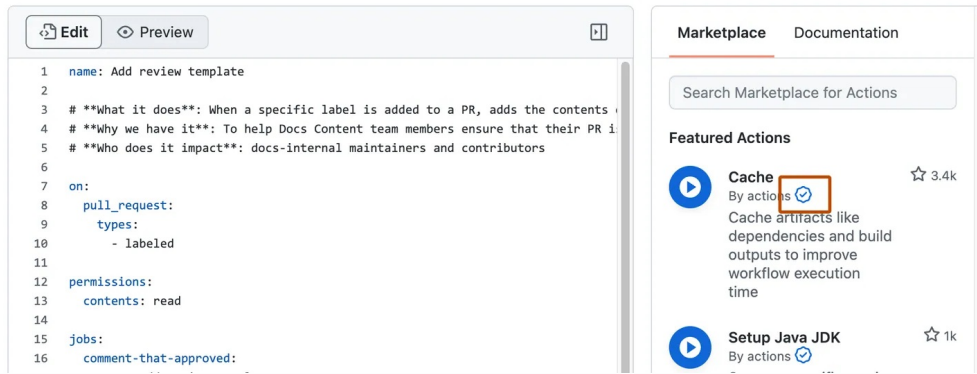 Edit
Preview
1 name: Add review template
2
3 # **What it does**: When a specific label is added to a PR, adds the contents
4 # **Why we have it**: To help Docs Content team members ensure that their PR i
5 # **Who does it impact**: docs-internal maintainers and contributors
6
7 on:
8   pull_request:
9     types:
10       - labeled
11
12 permissions:
13   contents: read
14
15 jobs:
16   comment-that-approved:
Marketplace Documentation
Search Marketplace for Actions
Featured Actions
Cache 3.4k
By actions
Cache artifacts like
dependencies and build
outputs to improve
workflow execution
time
Setup Java JDK 1k
By actions